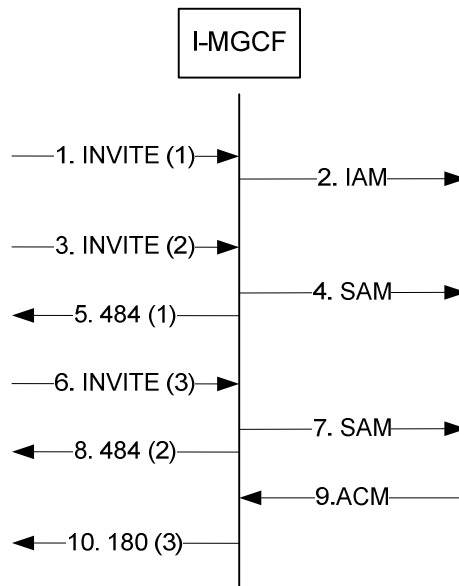 I-MGCF
1. INVITE (1)
2. IAM
3. INVITE (2)
4. SAM
5. 484 (1)
6. INVITE (3)
7. SAM
8. 484 (2)
9.ACM
10. 180 (3)